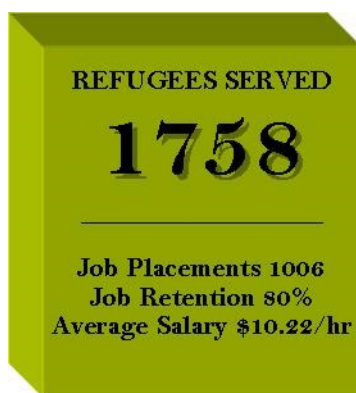 REFUGEES SERVED
1758
Job Placements 1006
Job Retention 80%
Average Salary $10.22/hr